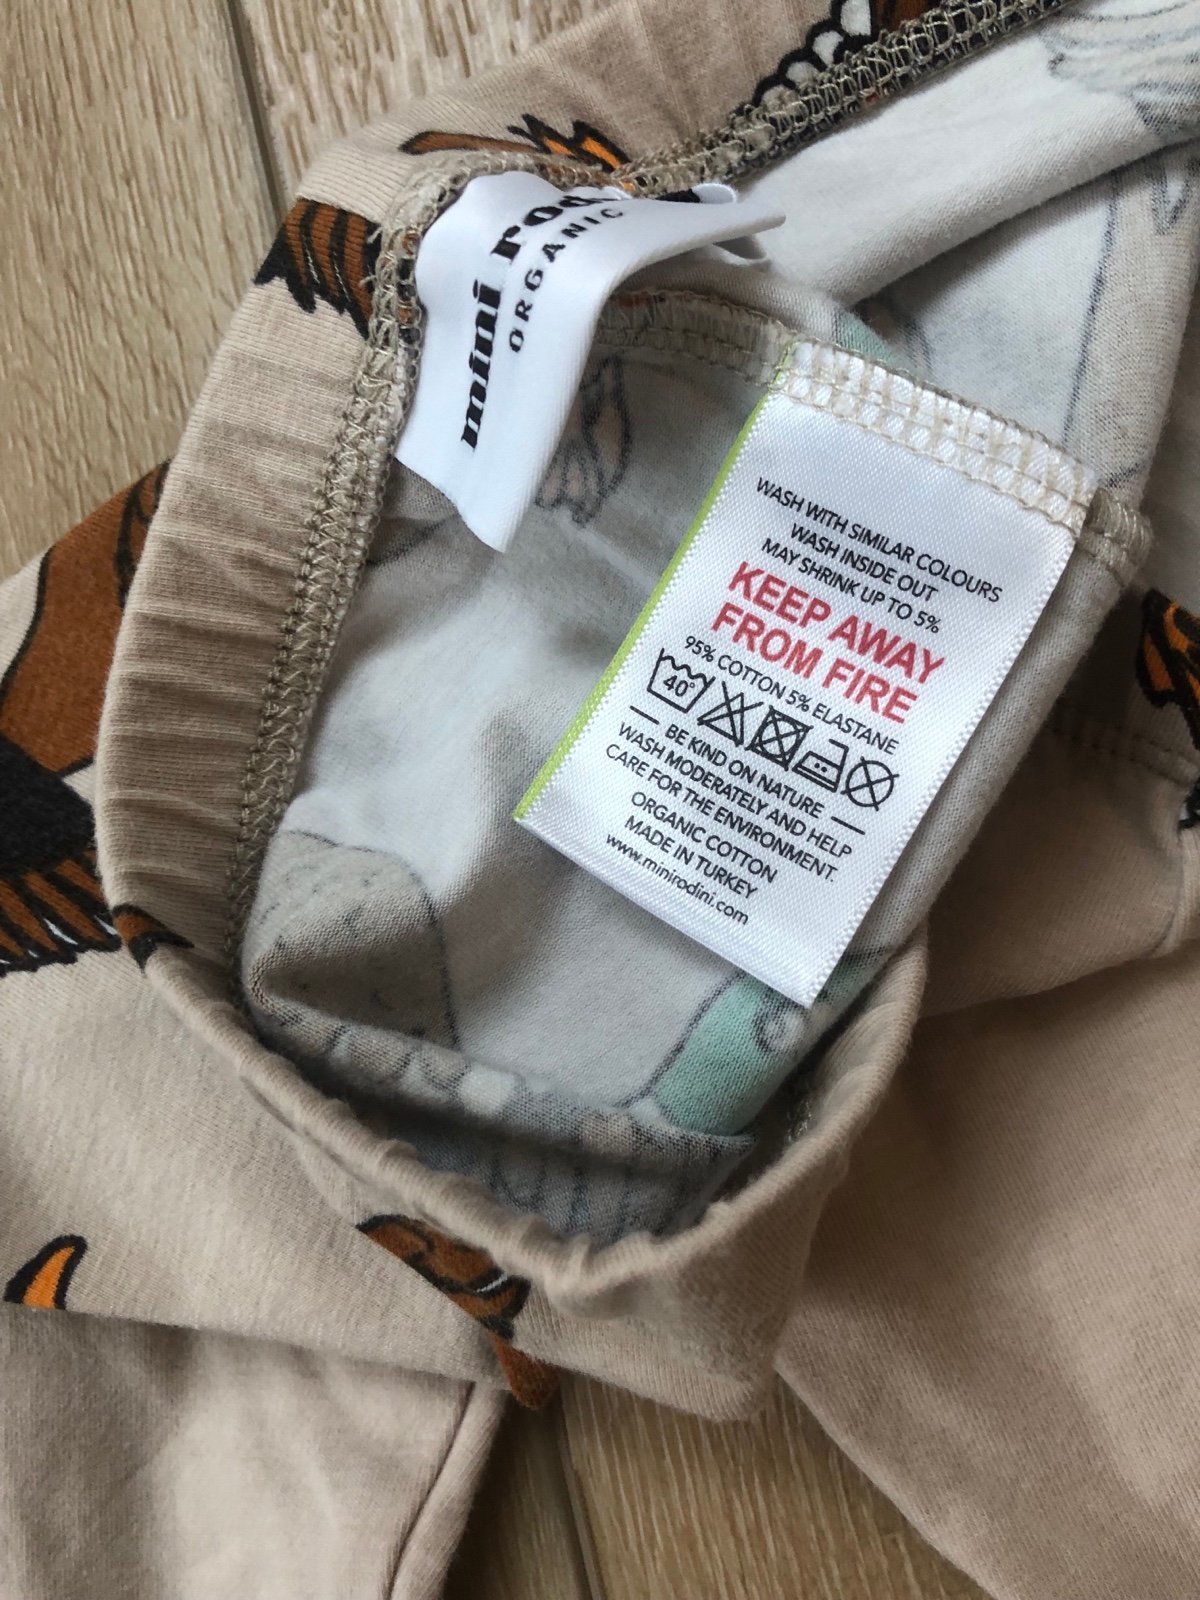 mini rod
ORGANIC
WASH WITH SIMILAR COLOURS
WASH INSIDE OUT
MAY SHRINK UP TO 5%
KEEP AWAY
FROM FIRE
95% COTTON 5% ELASTANE
40°
BE KIND ON NATURE
WASH MODERATELY AND HELP
CARE FOR THE ENVIRONMENT.
ORGANIC COTTON
MADE IN TURKEY
www.minirodini.com